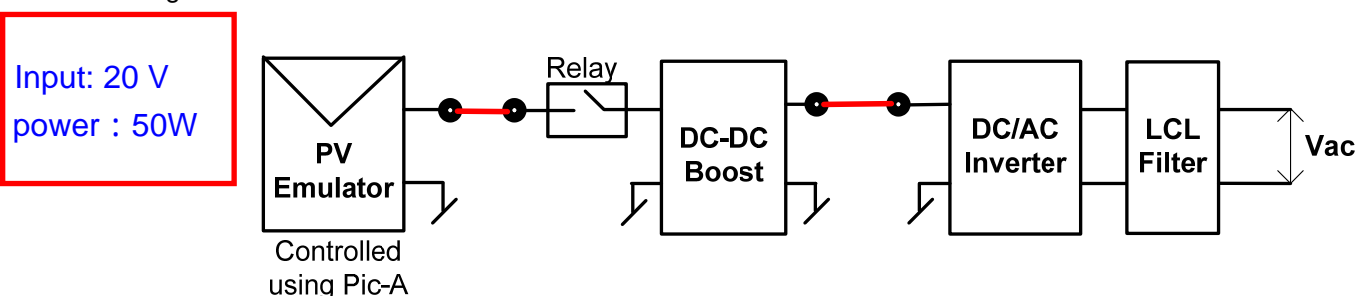 Input: 20 V
power：50W
PV
Emulator
Controlled
using Pic-A
Relay
DC-DC
Boost
DC/AC
Inverter
LCL
Filter
Vac